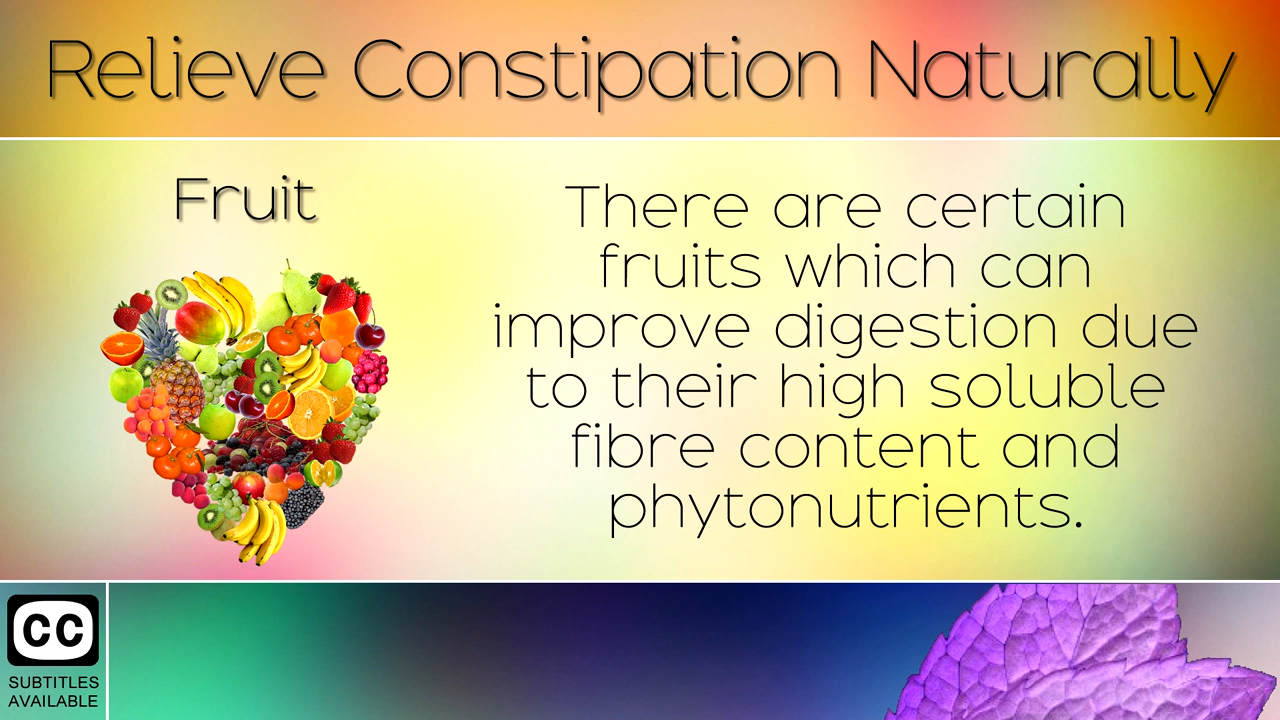 Relieve Constipation Naturally
Fruit
There are certain
fruits which can
improve digestion due
to their high soluble
fibre content and
phytonutrients.
CC
SUBTITLES
AVAILABLE